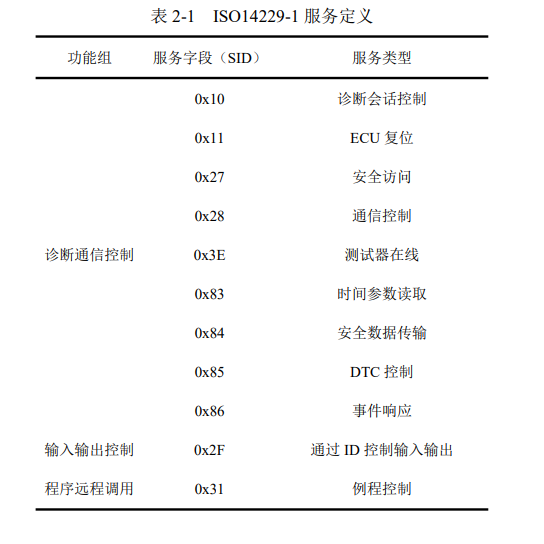 表 2-1 ISO14229-1 服务定义
功能组 服务字段（SID） 服务类型
0x10 诊断会话控制
0x11 ECU 复位
0x27 安全访问
0x28 通信控制
诊断通信控制 0x3E 测试器在线
0x83 时间参数读取
0x84 安全数据传输
0x85 DTC 控制
0x86 事件响应
输入输出控制 0x2F 通过 ID 控制输入输出
程序远程调用 0x31 例程控制